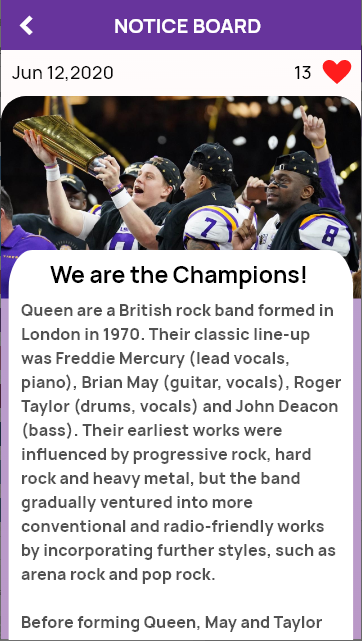 NOTICE BOARD
Jun 12,2020
13
7
8
We are the Champions!
Queen are a British rock band formed in
London in 1970. Their classic line-up
was Freddie Mercury (lead vocals,
piano), Brian May (guitar, vocals), Roger
Taylor (drums, vocals) and John Deacon
(bass). Their earliest works were
influenced by progressive rock, hard
rock and heavy metal, but the band
gradually ventured into more
conventional and radio-friendly works
by incorporating further styles, such as
arena rock and pop rock.
Before forming Queen, May and Taylor